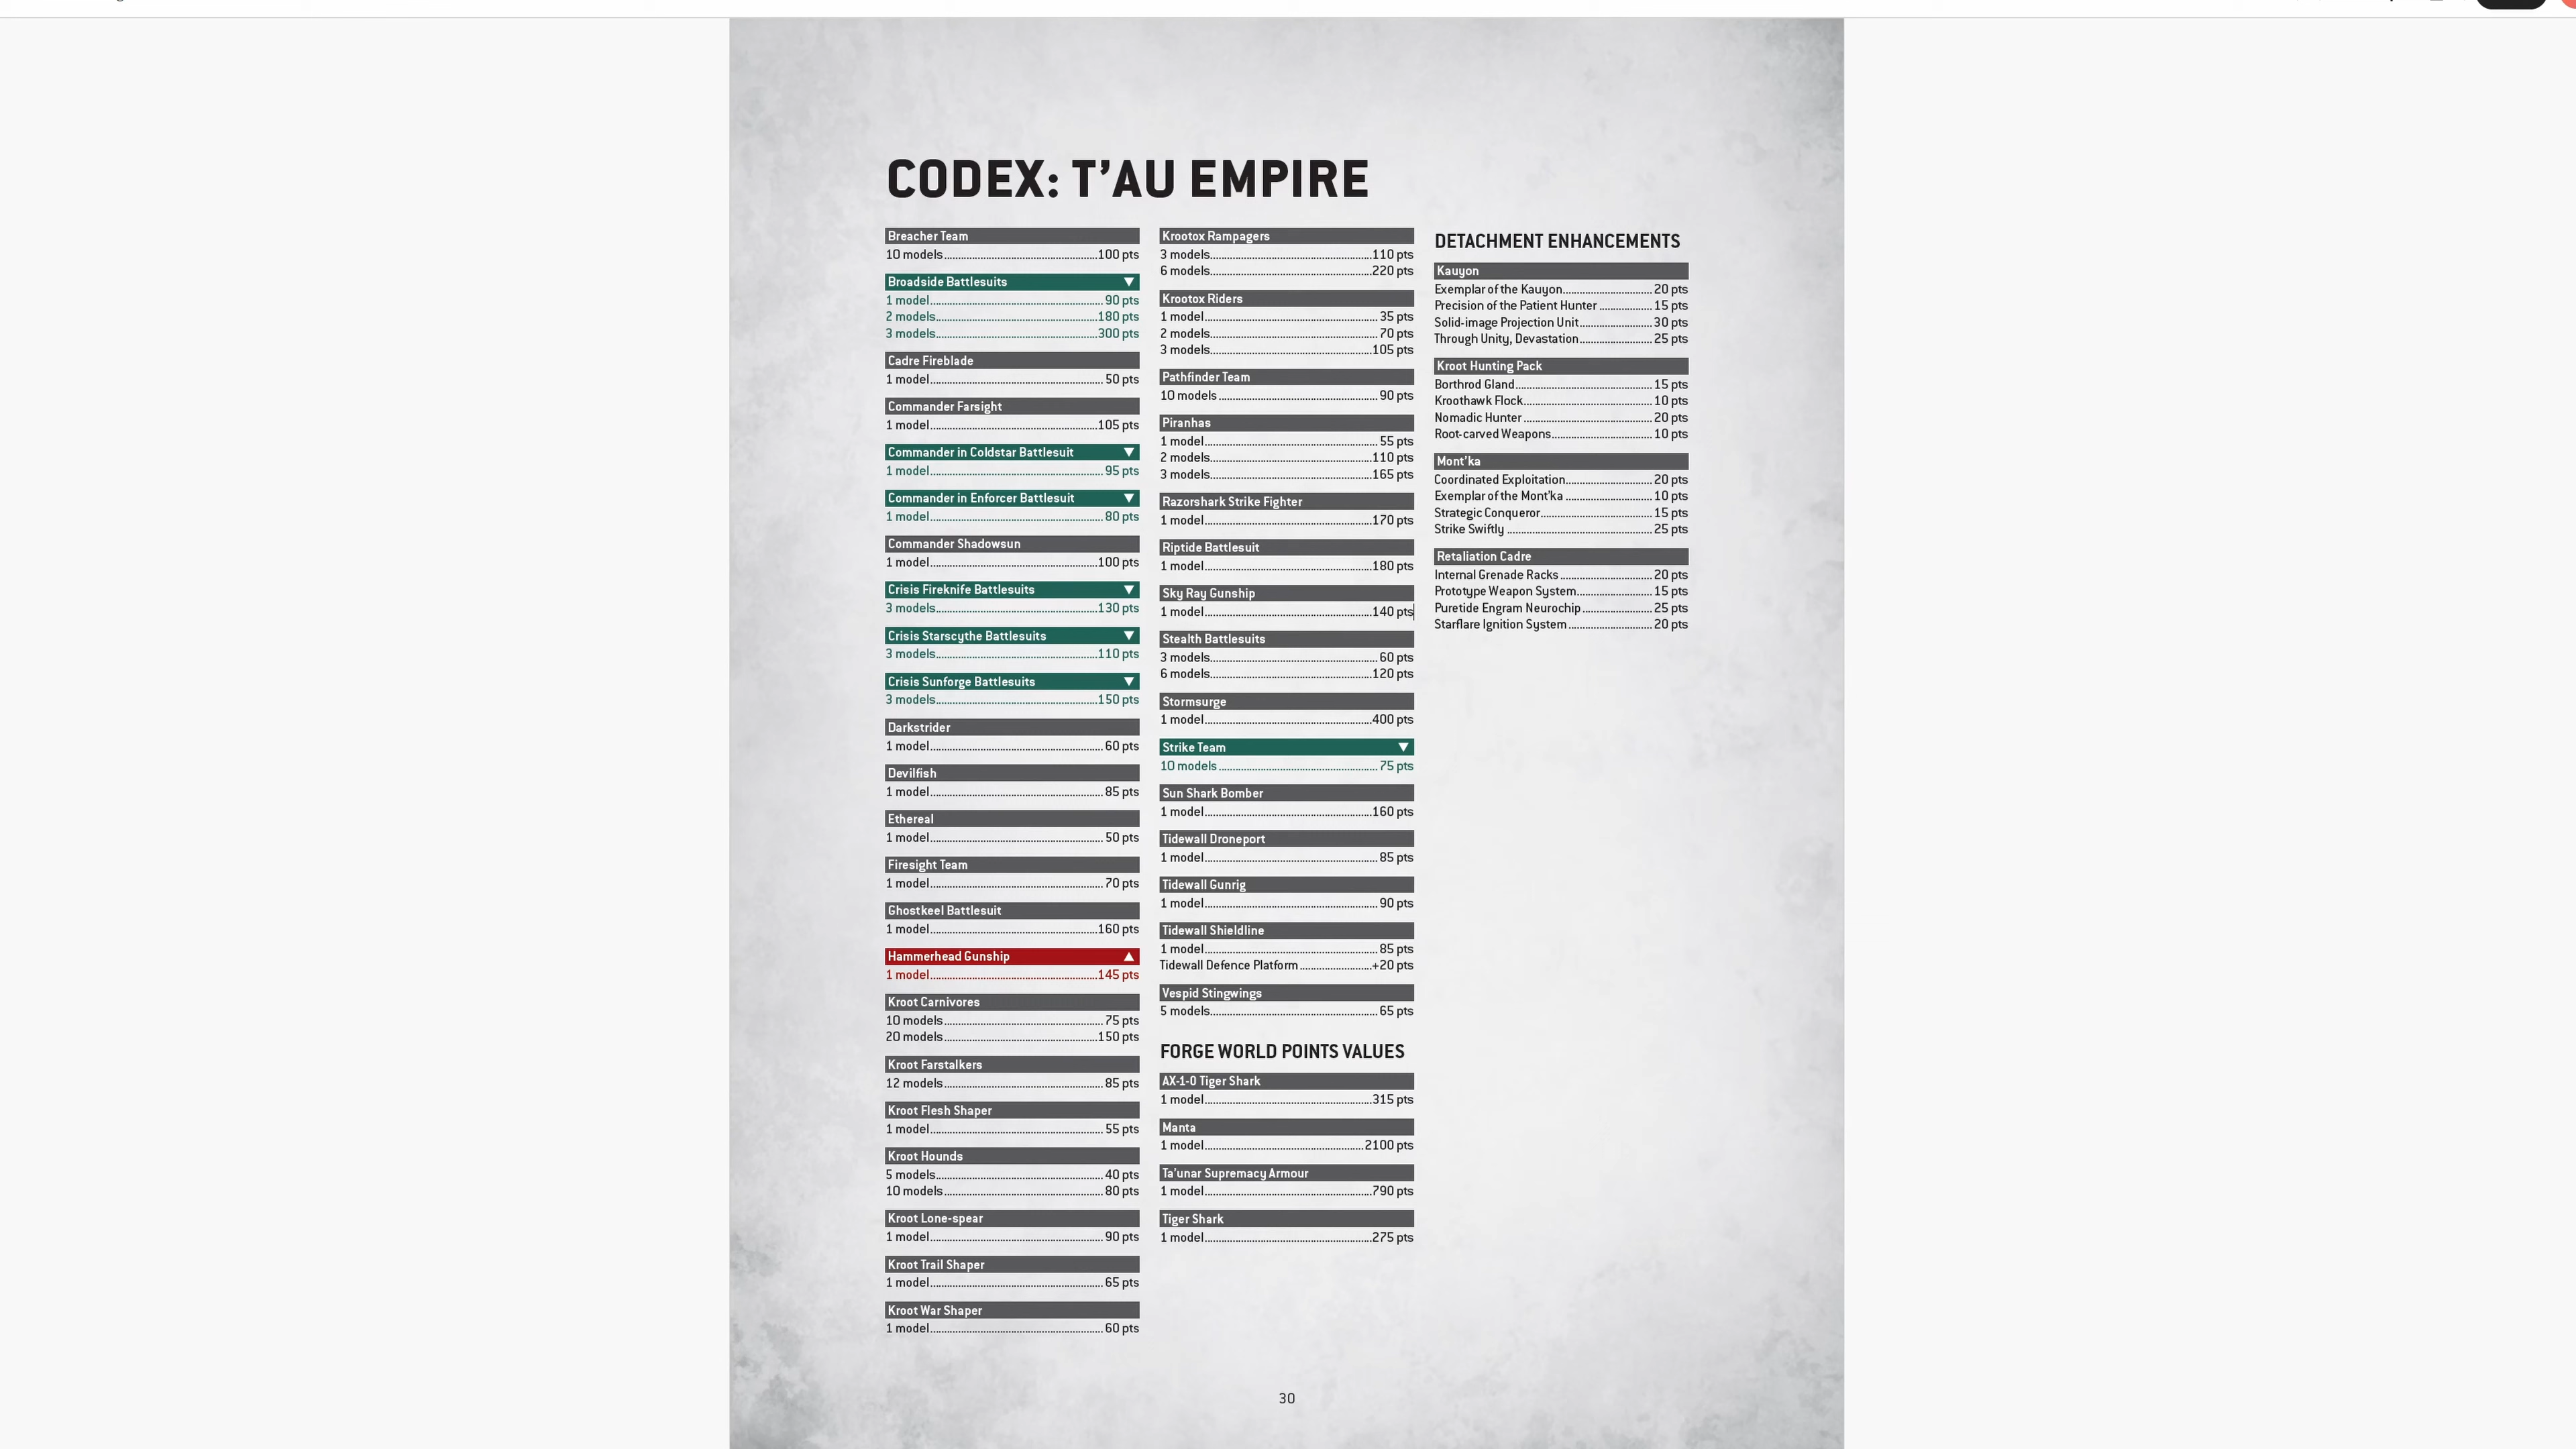 CODEX: T’AU EMPIRE
Breacher Team
10 models 100 pts
Broadside Battlesuits ▼
1 model 90 pts
2 models 180 pts
3 models 300 pts
Cadre Fireblade
1 model 50 pts
Commander Farsight
1 model 105 pts
Commander in Coldstar Battlesuit ▼
1 model 95 pts
Commander in Enforcer Battlesuit ▼
1 model 80 pts
Commander Shadowsun
1 model 100 pts
Crisis Fireknife Battlesuits ▼
3 models 130 pts
Crisis Starscythe Battlesuits ▼
3 models 110 pts
Crisis Sunforge Battlesuits ▼
3 models 150 pts
Darkstrider
1 model 60 pts
Devilfish
1 model 85 pts
Ethereal
1 model 50 pts
Firesight Team
1 model 70 pts
Ghostkeel Battlesuit
1 model 160 pts
Hammerhead Gunship ▲
1 model 145 pts
Kroot Carnivores
10 models 75 pts
20 models 150 pts
Kroot Farstalkers
12 models 85 pts
Kroot Flesh Shaper
1 model 55 pts
Kroot Hounds
5 models 40 pts
10 models 80 pts
Kroot Lone-spear
1 model 90 pts
Kroot Trail Shaper
1 model 65 pts
Kroot War Shaper
1 model 60 pts
Krootox Rampagers
3 models 110 pts
6 models 220 pts
Krootox Riders
1 model 35 pts
2 models 70 pts
3 models 105 pts
Pathfinder Team
10 models 90 pts
Piranhas
1 model 55 pts
2 models 110 pts
3 models 165 pts
Razorshark Strike Fighter
1 model 170 pts
Riptide Battlesuit
1 model 180 pts
Sky Ray Gunship
1 model 140 pts
Stealth Battlesuits
3 models 60 pts
6 models 120 pts
Stormsurge
1 model 400 pts
Strike Team ▼
10 models 75 pts
Sun Shark Bomber
1 model 160 pts
Tidewall Droneport
1 model 85 pts
Tidewall Gunrig
1 model 90 pts
Tidewall Shieldline
1 model 85 pts
Tidewall Defence Platform +20 pts
Vespid Stingwings
5 models 65 pts
FORGE WORLD POINTS VALUES
AX-1-0 Tiger Shark
1 model 315 pts
Manta
1 model 2100 pts
Ta’unar Supremacy Armour
1 model 790 pts
Tiger Shark
1 model 275 pts
DETACHMENT ENHANCEMENTS
Kauyon
Exemplar of the Kauyon 20 pts
Precision of the Patient Hunter 15 pts
Solid-image Projection Unit 30 pts
Through Unity, Devastation 25 pts
Kroot Hunting Pack
Borthrod Gland 15 pts
Kroothawk Flock 10 pts
Nomadic Hunter 20 pts
Root-carved Weapons 10 pts
Mont’ka
Coordinated Exploitation 20 pts
Exemplar of the Mont’ka 10 pts
Strategic Conqueror 15 pts
Strike Swiftly 25 pts
Retaliation Cadre
Internal Grenade Racks 20 pts
Prototype Weapon System 15 pts
Puretide Engram Neurochip 25 pts
Starflare Ignition System 20 pts
30